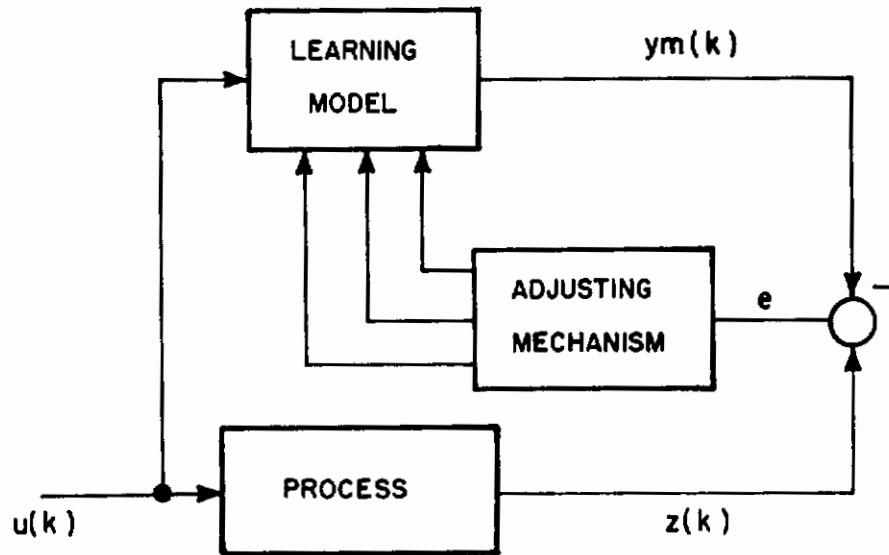 LEARNING
MODEL
ym(k)
ADJUSTING
MECHANISM
e
−
PROCESS
u(k)
z(k)